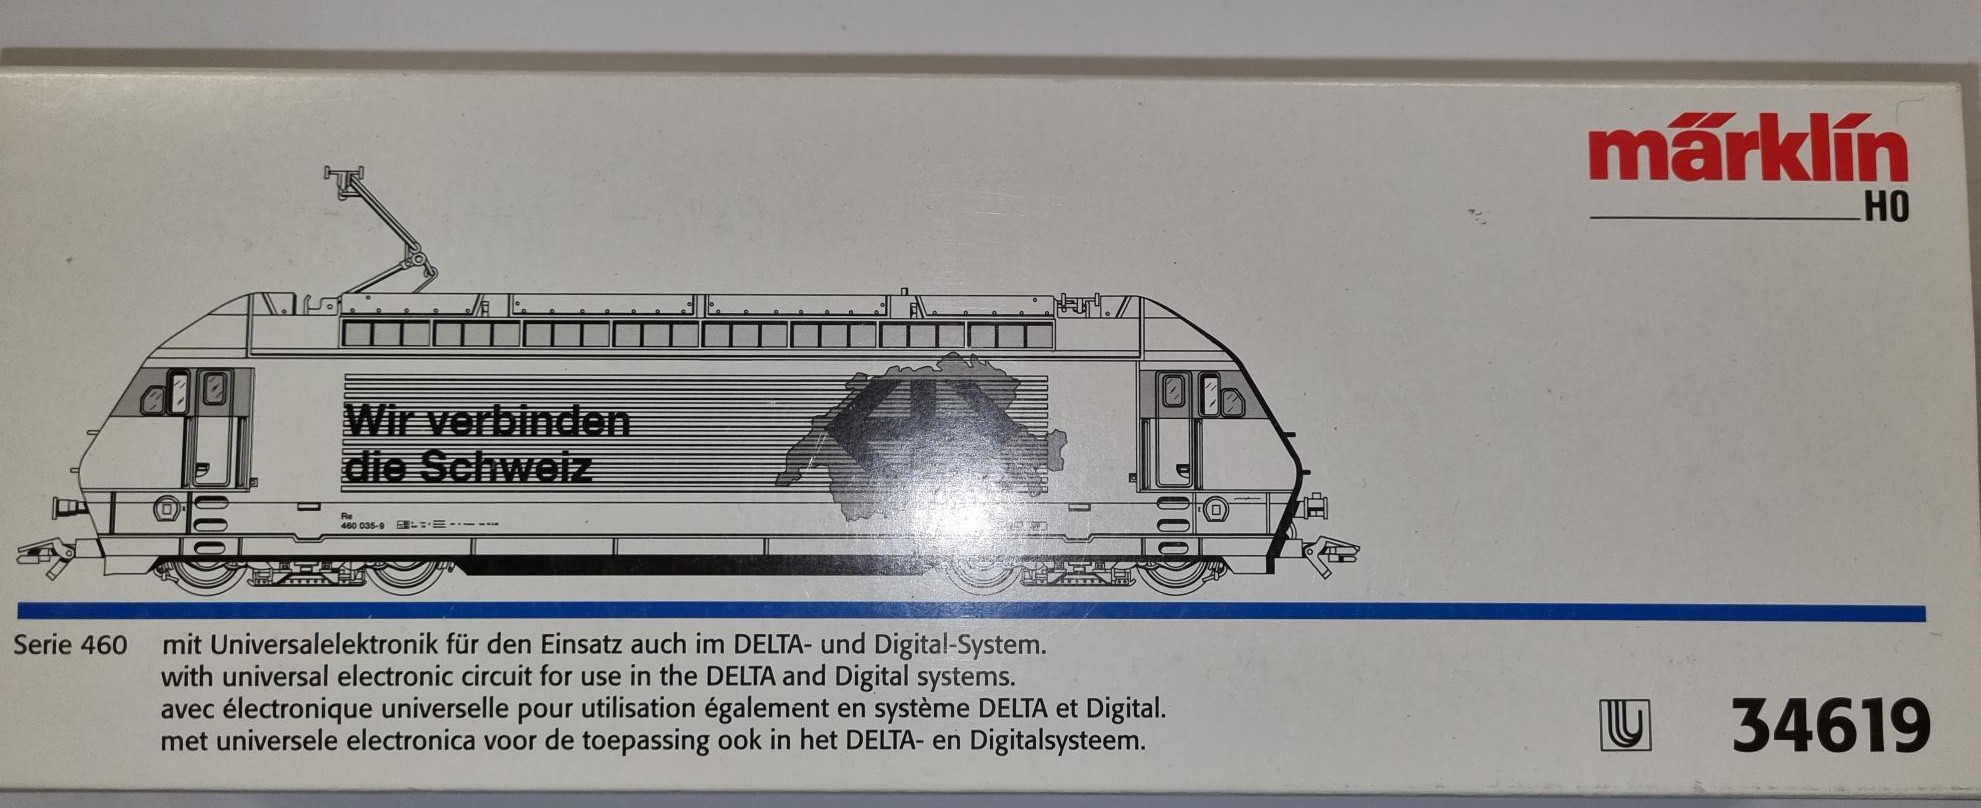 märklin
H0
Wir verbinden
die Schweiz
Re
460 035-9
Serie 460 mit Universalelektronik für den Einsatz auch im DELTA- und Digital-System.
with universal electronic circuit for use in the DELTA and Digital systems.
avec électronique universelle pour utilisation également en système DELTA et Digital.
met universele electronica voor de toepassing ook in het DELTA- en Digitalsysteem.
34619